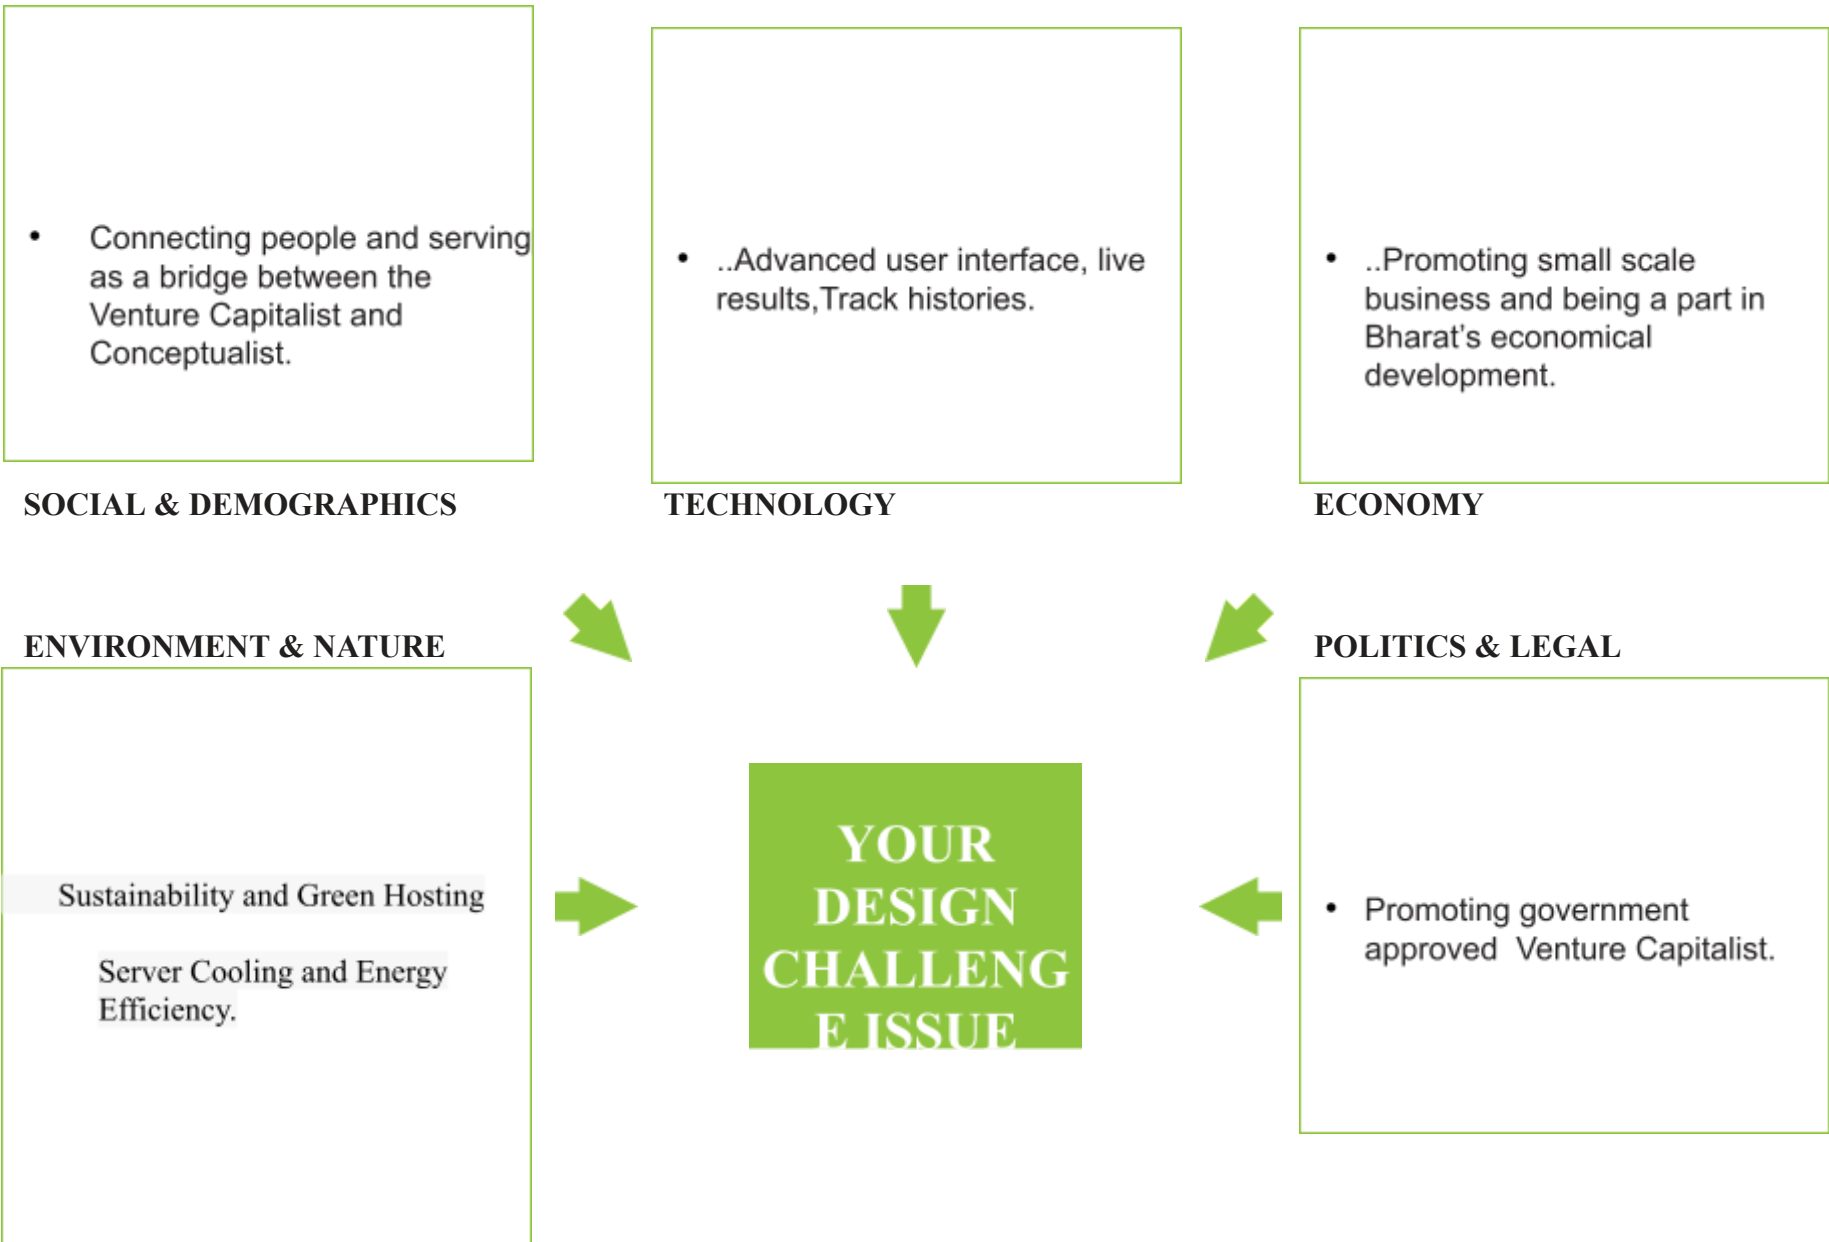 • Connecting people and serving
as a bridge between the
Venture Capitalist and
Conceptualist.
• ..Advanced user interface, live
results,Track histories.
• ..Promoting small scale
business and being a part in
Bharat's economical
development.
SOCIAL & DEMOGRAPHICS
TECHNOLOGY
ECONOMY
ENVIRONMENT & NATURE
POLITICS & LEGAL
Sustainability and Green Hosting
Server Cooling and Energy
Efficiency.
YOUR
DESIGN
CHALLENG
E ISSUE
• Promoting government
approved  Venture Capitalist.